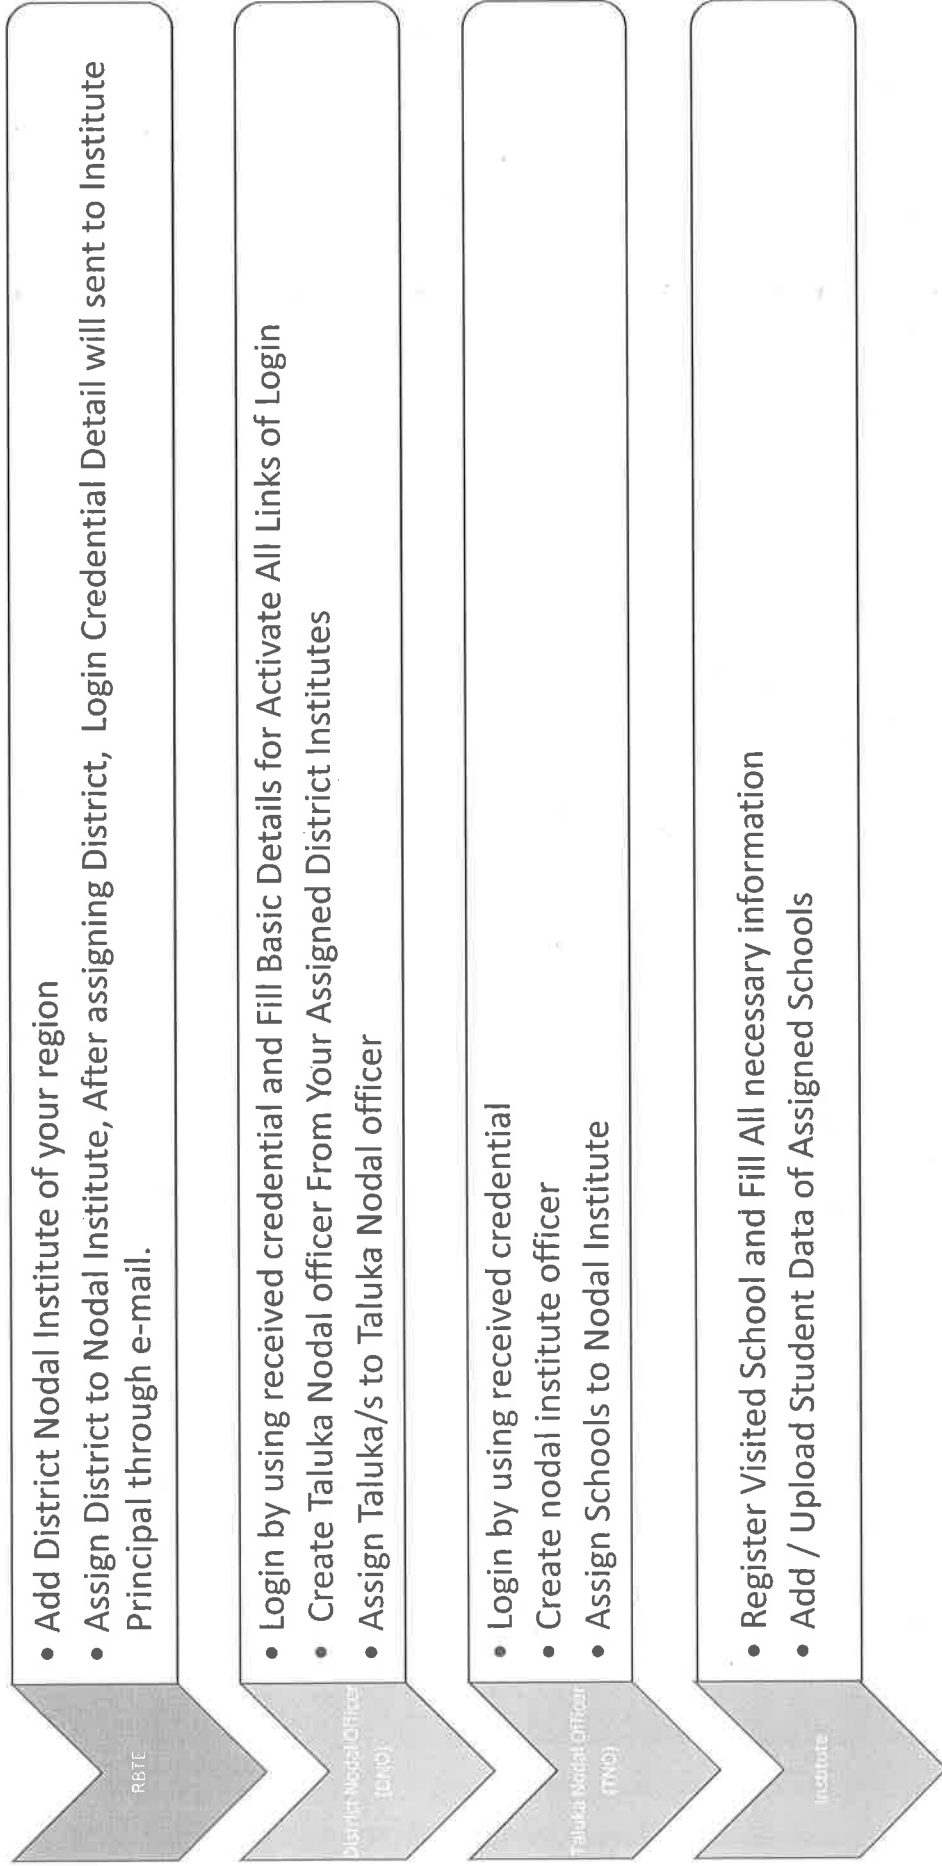 RBTE
• Add District Nodal Institute of your region
• Assign District to Nodal Institute, After assigning District, Login Credential Detail will sent to Institute
Principal through e-mail.
District Nodal Officer
(DNO)
• Login by using received credential and Fill Basic Details for Activate All Links of Login
• Create Taluka Nodal officer From Your Assigned District Institutes
• Assign Taluka/s to Taluka Nodal officer
Taluka Nodal Officer
(TNO)
• Login by using received credential
• Create nodal institute officer
• Assign Schools to Nodal Institute
Institute
• Register Visited School and Fill All necessary information
• Add / Upload Student Data of Assigned Schools